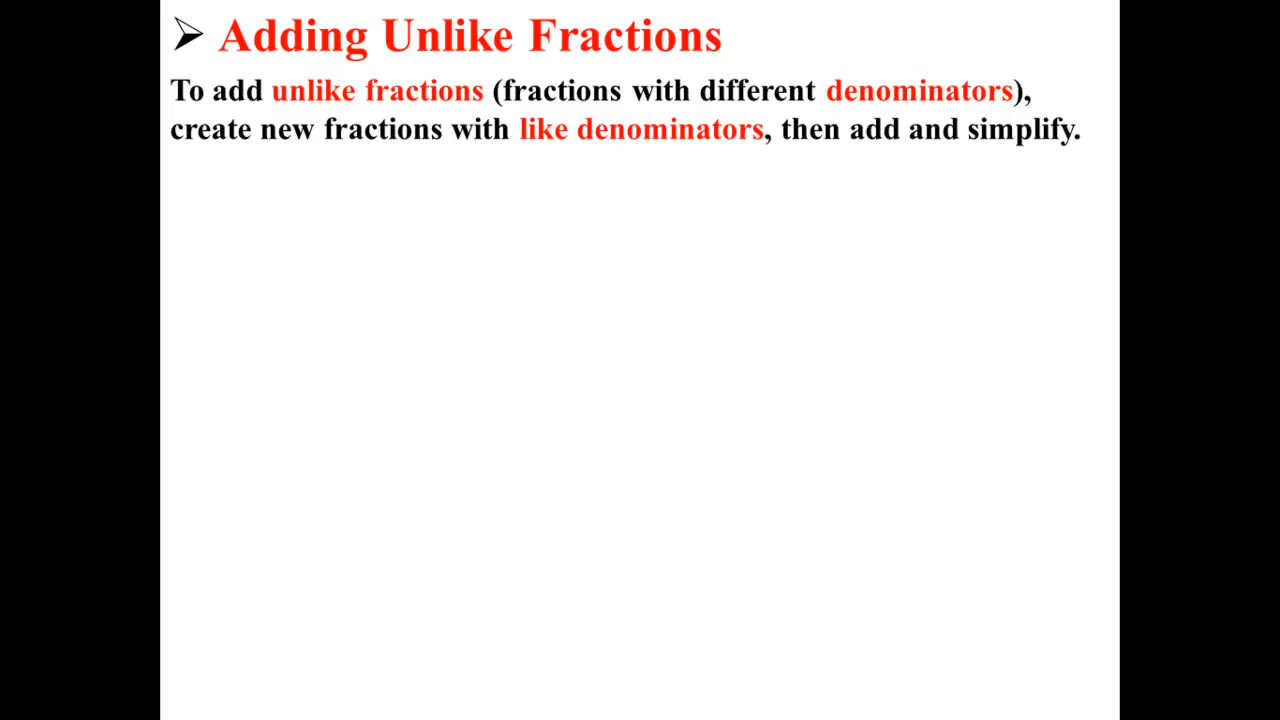 ➢ Adding Unlike Fractions
To add unlike fractions (fractions with different denominators),
create new fractions with like denominators, then add and simplify.